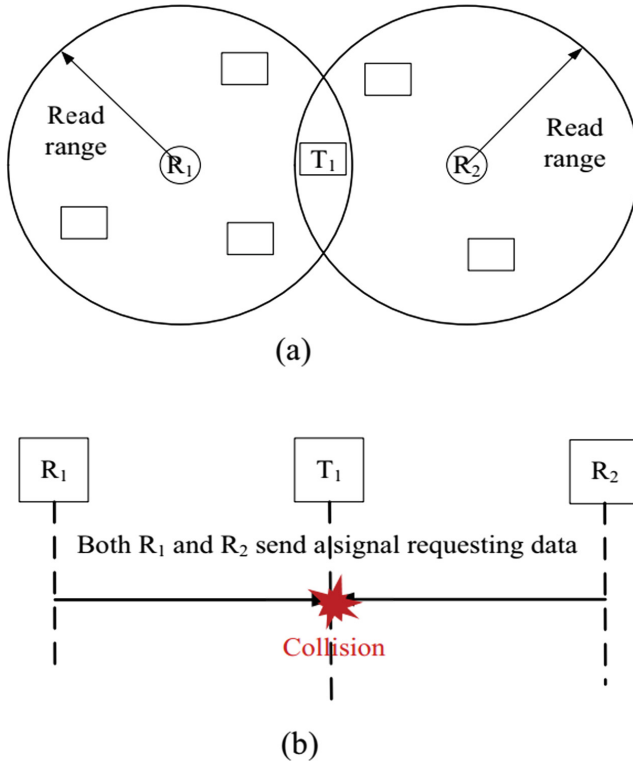 Read
range
R₁
T₁
R₂
Read
range
(a)
R₁
T₁
R₂
Both R₁ and R₂ send a signal requesting data
Collision
(b)